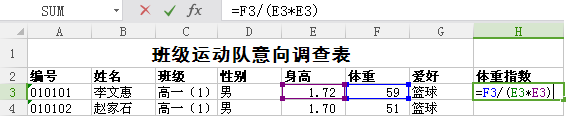 SUM =F3/(E3*E3)
A B C D E F G H
1 班级运动队意向调查表
2 编号 姓名 班级 性别 身高 体重 爱好 体重指数
3 010101 李文惠 高一（1） 男 1.72 59 篮球 =F3/(E3*E3)
4 010102 赵家石 高一（1） 男 1.70 51 篮球